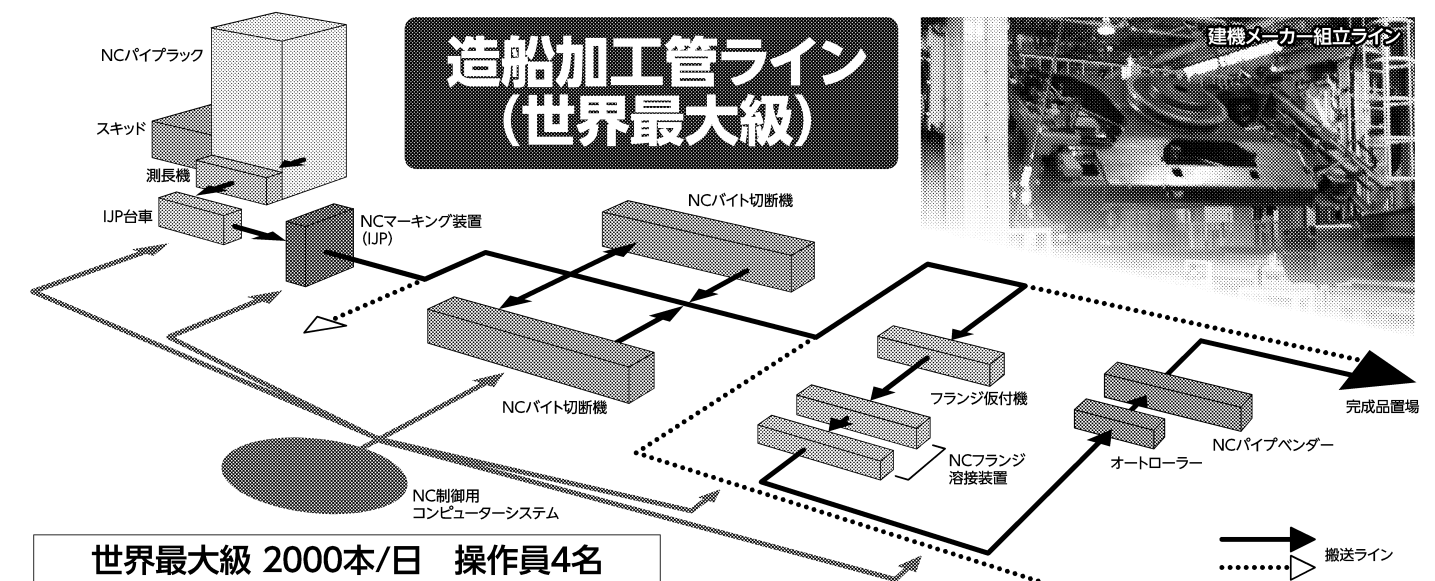 造船加工管ライン
（世界最大級）
建機メーカー組立ライン
NCパイプラック
スキッド
測長機
IJP台車
NCマーキング装置
（IJP）
NCバイト切断機
NCバイト切断機
フランジ仮付機
NCフランジ
溶接装置
オートローラー
NCパイプベンダー
完成品置場
NC制御用
コンピューターシステム
世界最大級 2000本/日 操作員4名
搬送ライン